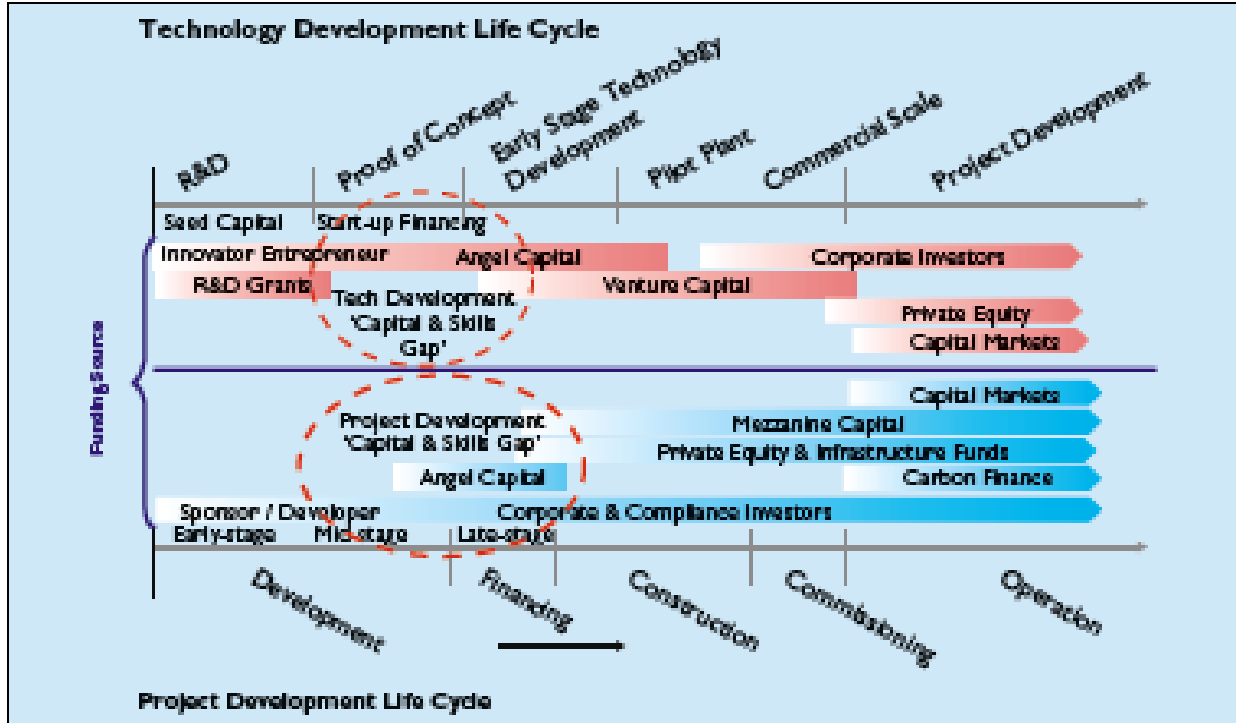 Technology Development Life Cycle
R&D
Proof of Concept
Early Stage Technology
Development
Pilot Plant
Commercial Scale
Project Development
Seed Capital
Start-up Financing
Innovator Entrepreneur
Angel Capital
Corporate Investors
R&D Grants
Venture Capital
Tech Development
'Capital & Skills
Gap'
Private Equity
Capital Markets
Funding Source
Capital Markets
Project Development
'Capital & Skills Gap'
Mezzanine Capital
Private Equity & Infrastructure Funds
Angel Capital
Carbon Finance
Sponsor / Developer
Corporate & Compliance Investors
Early-stage
Mid-stage
Late-stage
Development
Financing
Construction
Commisioning
Operation
Project Development Life Cycle